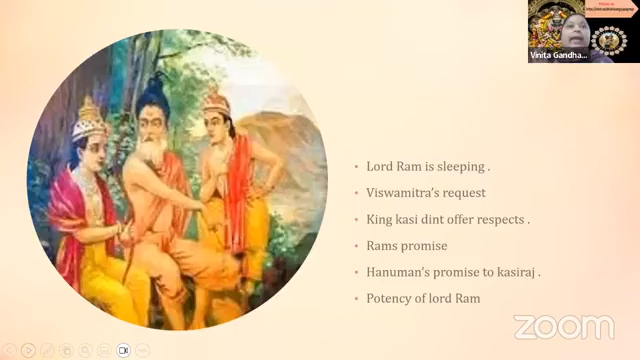 Vinita Gandha...
Lord Ram is sleeping .
Viswamitra's request
King kasi dint offer respects .
Rams promise
Hanuman's promise to kasiraj .
Potency of lord Ram
zoom